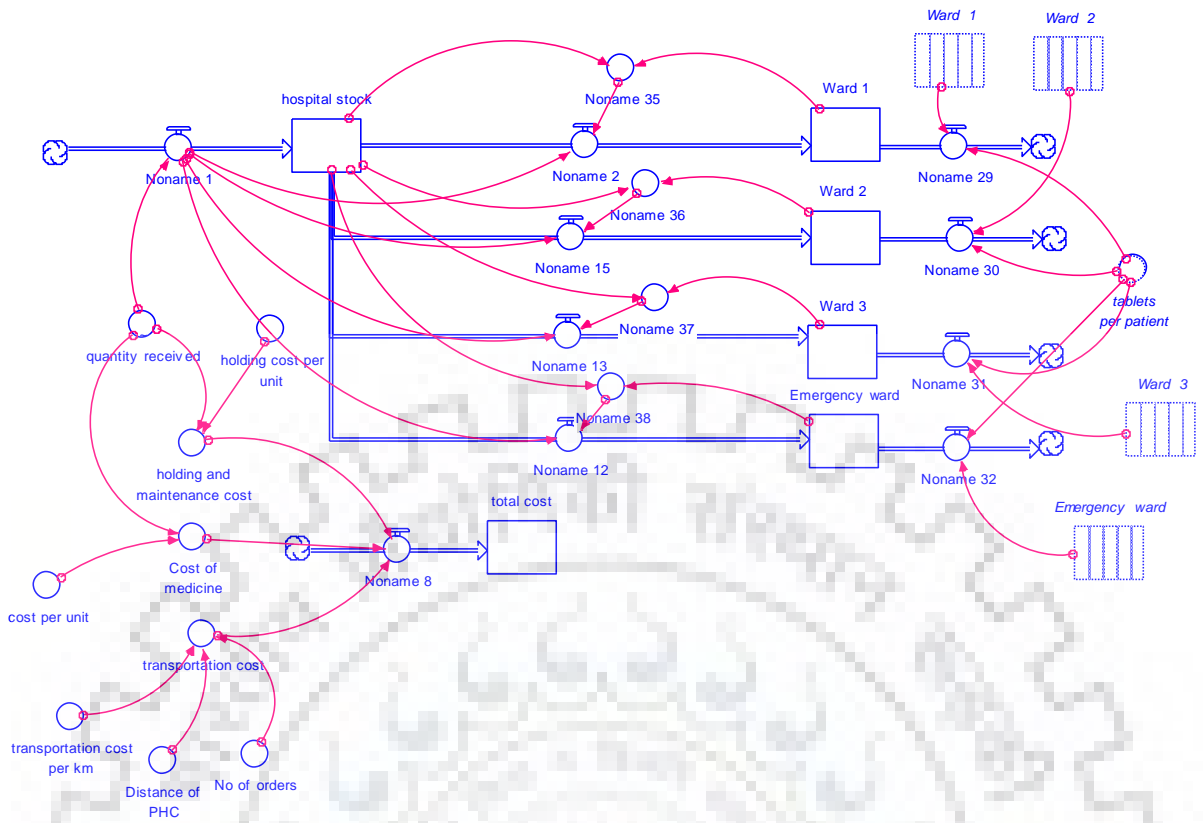 Ward 1
Ward 2
Ward 1
Noname 35
hospital stock
Noname 1
Noname 2
Noname 29
Ward 2
Noname 36
Noname 15
Noname 30
tablets
per patient
Ward 3
Noname 37
quantity received
holding cost per
unit
Noname 13
Noname 31
Ward 3
Emergency ward
Noname 38
Noname 12
Noname 32
holding and
maintenance cost
total cost
Emergency ward
Cost of
medicine
Noname 8
cost per unit
transportation cost
transportation cost
per km
Distance of
PHC
No of orders